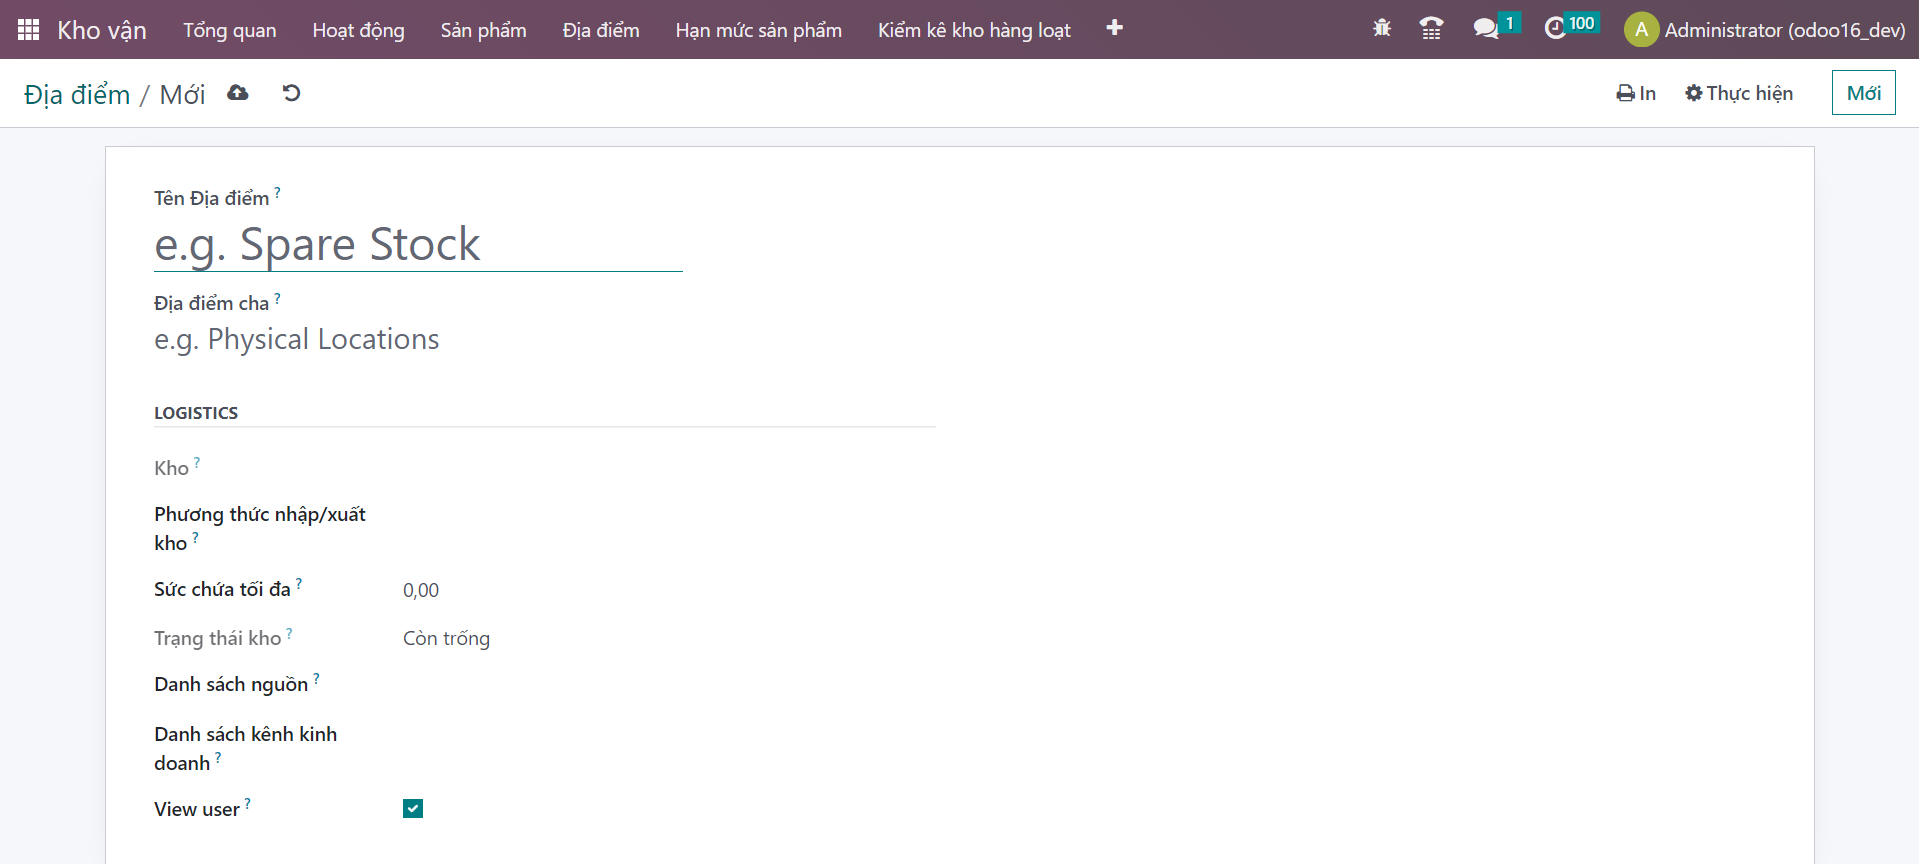 Kho vận Tổng quan Hoạt động Sản phẩm Địa điểm Hạn mức sản phẩm Kiểm kê kho hàng loạt 1 100 A Administrator (odoo16_dev)
Địa điểm / Mới In Thực hiện Mới
Tên Địa điểm ?
e.g. Spare Stock
Địa điểm cha ?
e.g. Physical Locations
LOGISTICS
Kho ?
Phương thức nhập/xuất
kho ?
Sức chứa tối đa ? 0,00
Trạng thái kho ? Còn trống
Danh sách nguồn ?
Danh sách kênh kinh
doanh ?
View user ?